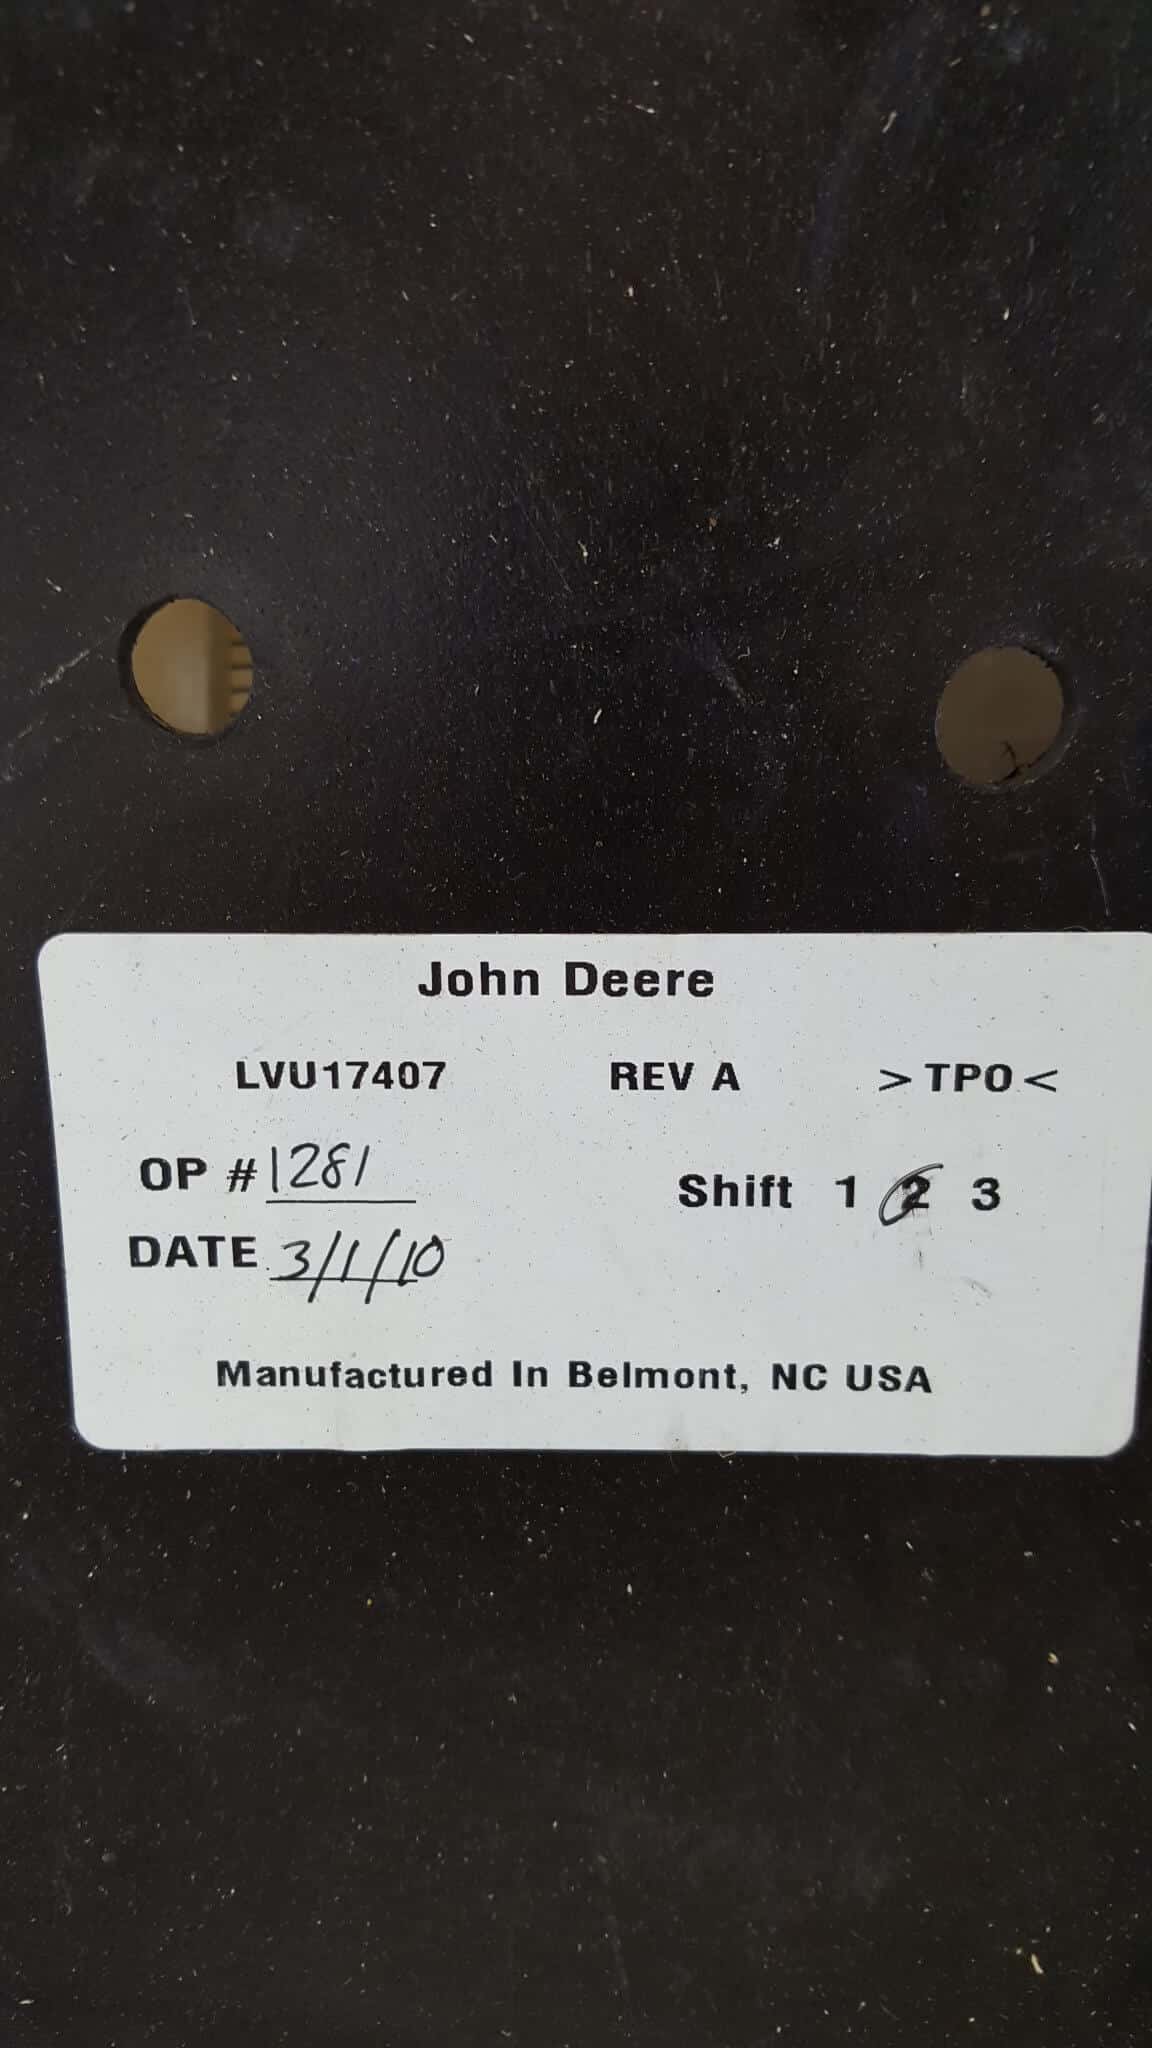 John Deere
LVU17407 REV A >TPO<
OP # 1281 Shift 1 2 3
DATE 3/1/10
Manufactured In Belmont, NC USA